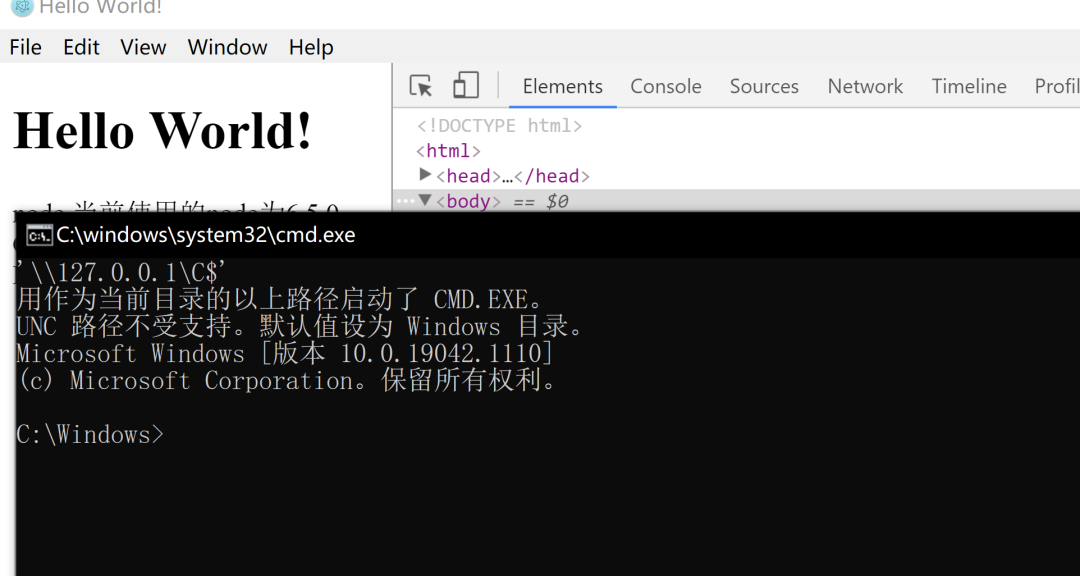 Hello World!
File Edit View Window Help
Elements Console Sources Network Timeline Profil
Hello World!
<!DOCTYPE html>
<html>
<head>…</head>
<body> == $0
node 当前使用的node为6.5.0
C:\windows\system32\cmd.exe
'\\127.0.0.1\C$'
用作为当前目录的以上路径启动了 CMD.EXE。
UNC 路径不受支持。默认值设为 Windows 目录。
Microsoft Windows [版本 10.0.19042.1110]
(c) Microsoft Corporation。保留所有权利。
C:\Windows>